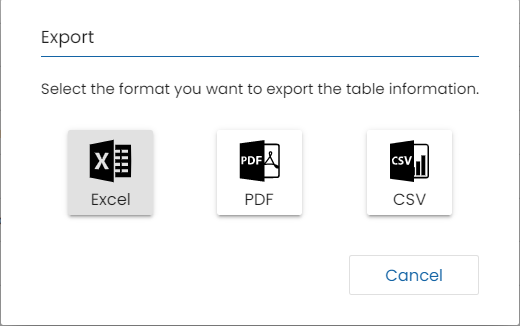 Export
Select the format you want to export the table information.
X PDF CSV
Excel PDF CSV
Cancel